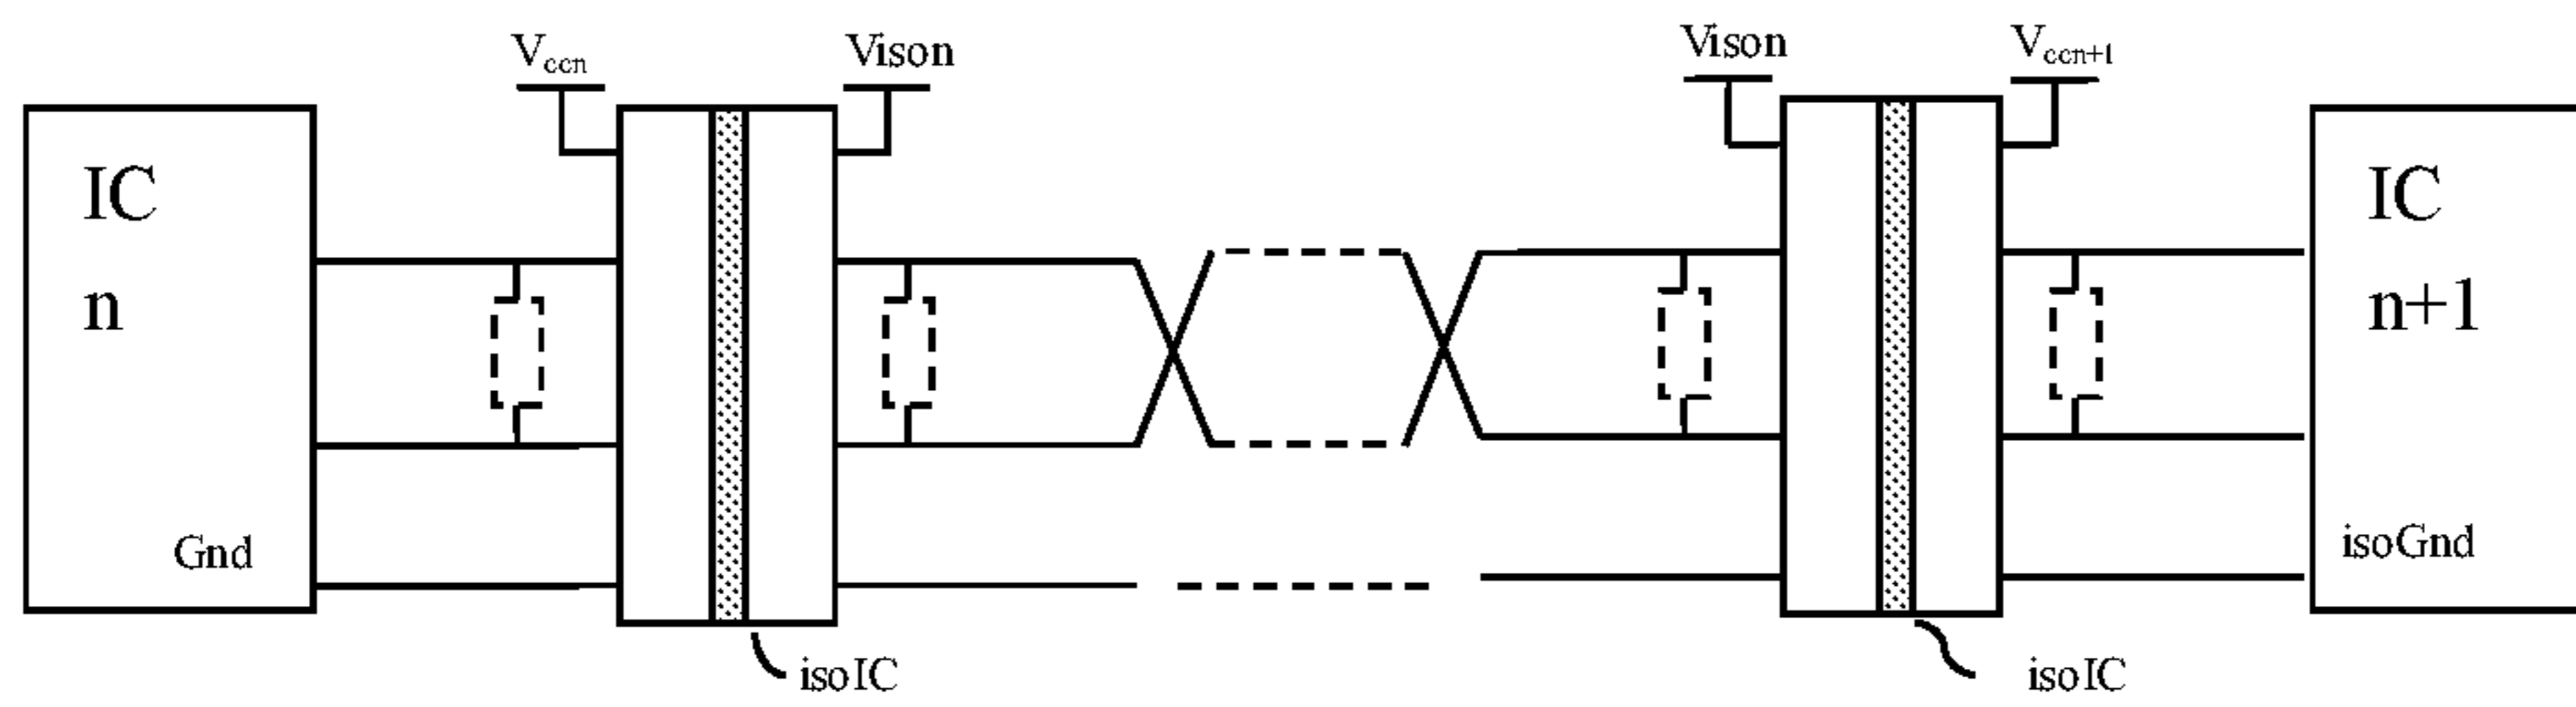 Vccn
Vison
Vison
Vccn+1
IC
n
IC
n+1
Gnd
isoGnd
isoIC
isoIC